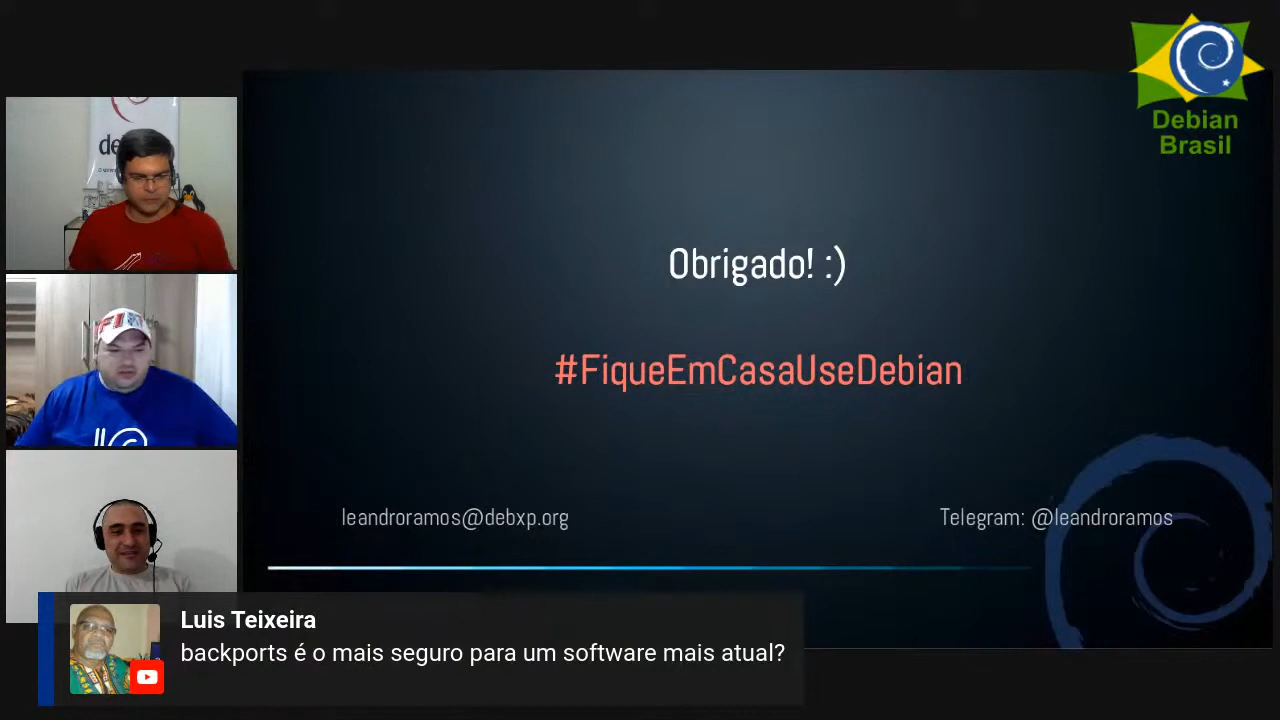 Debian
Brasil
de
Obrigado! :)
#FiqueEmCasaUseDebian
leandroramos@debxp.org
Telegram: @leandroramos
Luis Teixeira
backports é o mais seguro para um software mais atual?